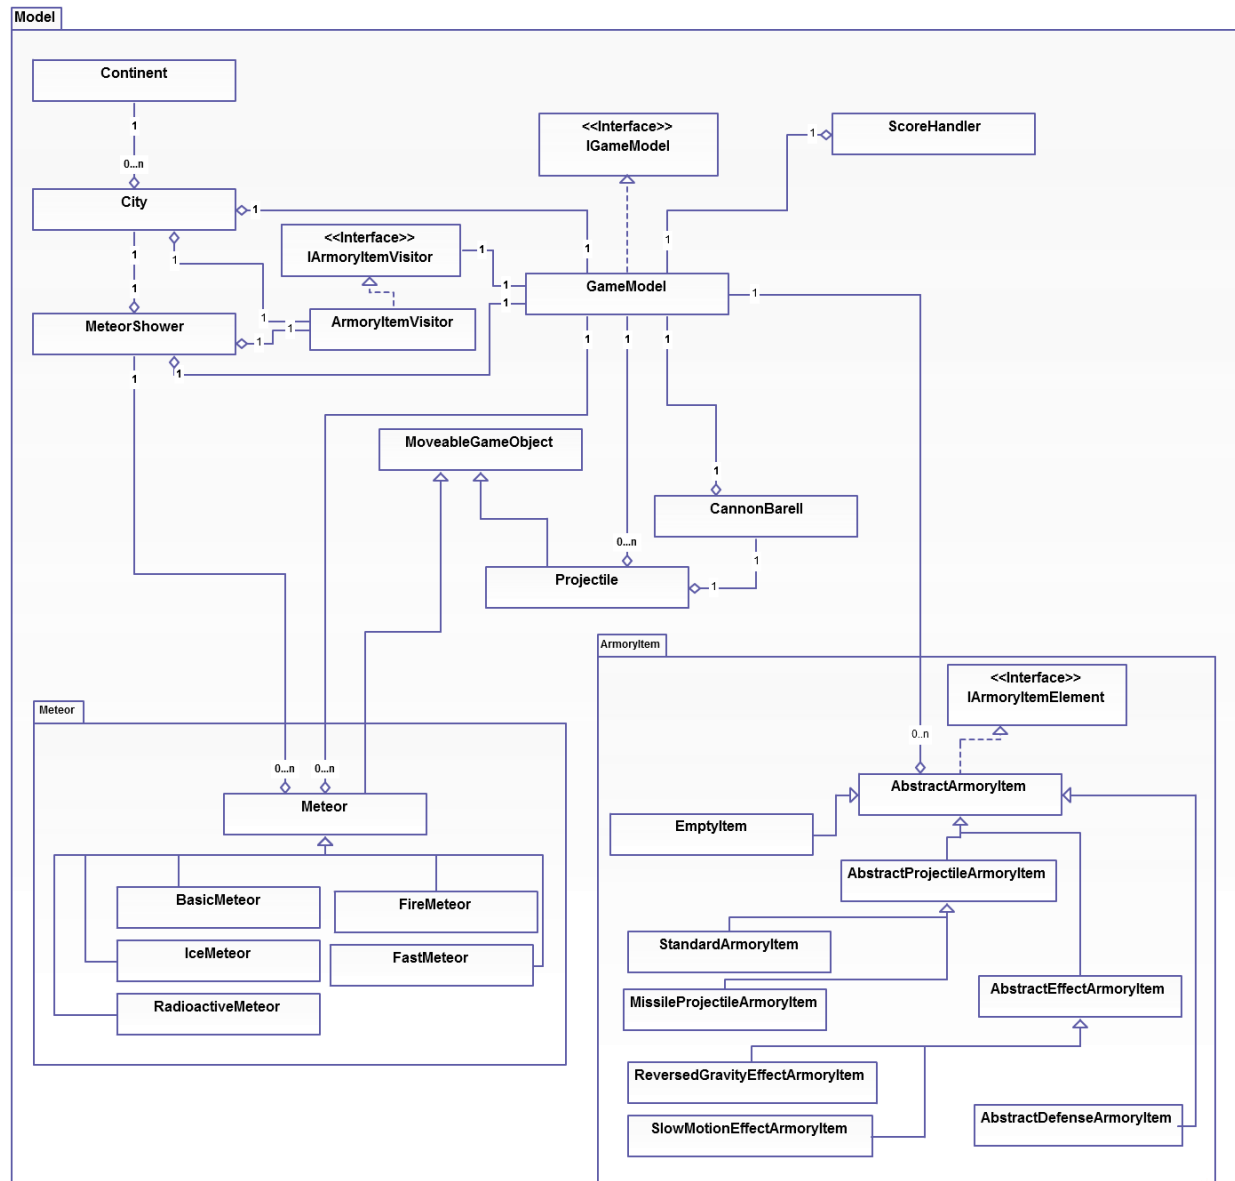 Model
Continent
1
0...n
City
1
1
1
1
1
1
MeteorShower
1
1
1
1
1
<<Interface>>
IArmoryItemVisitor
1
1
ArmoryItemVisitor
<<Interface>>
IGameModel
ScoreHandler
1
1
1
GameModel
1
1
1
1
1
0..n
MoveableGameObject
1
CannonBarell
1
0...n
Projectile
1
Meteor
0...n
0...n
Meteor
BasicMeteor
FireMeteor
IceMeteor
FastMeteor
RadioactiveMeteor
ArmoryItem
<<Interface>>
IArmoryItemElement
AbstractArmoryItem
EmptyItem
AbstractProjectileArmoryItem
StandardArmoryItem
MissileProjectileArmoryItem
AbstractEffectArmoryItem
ReversedGravityEffectArmoryItem
SlowMotionEffectArmoryItem
AbstractDefenseArmoryItem